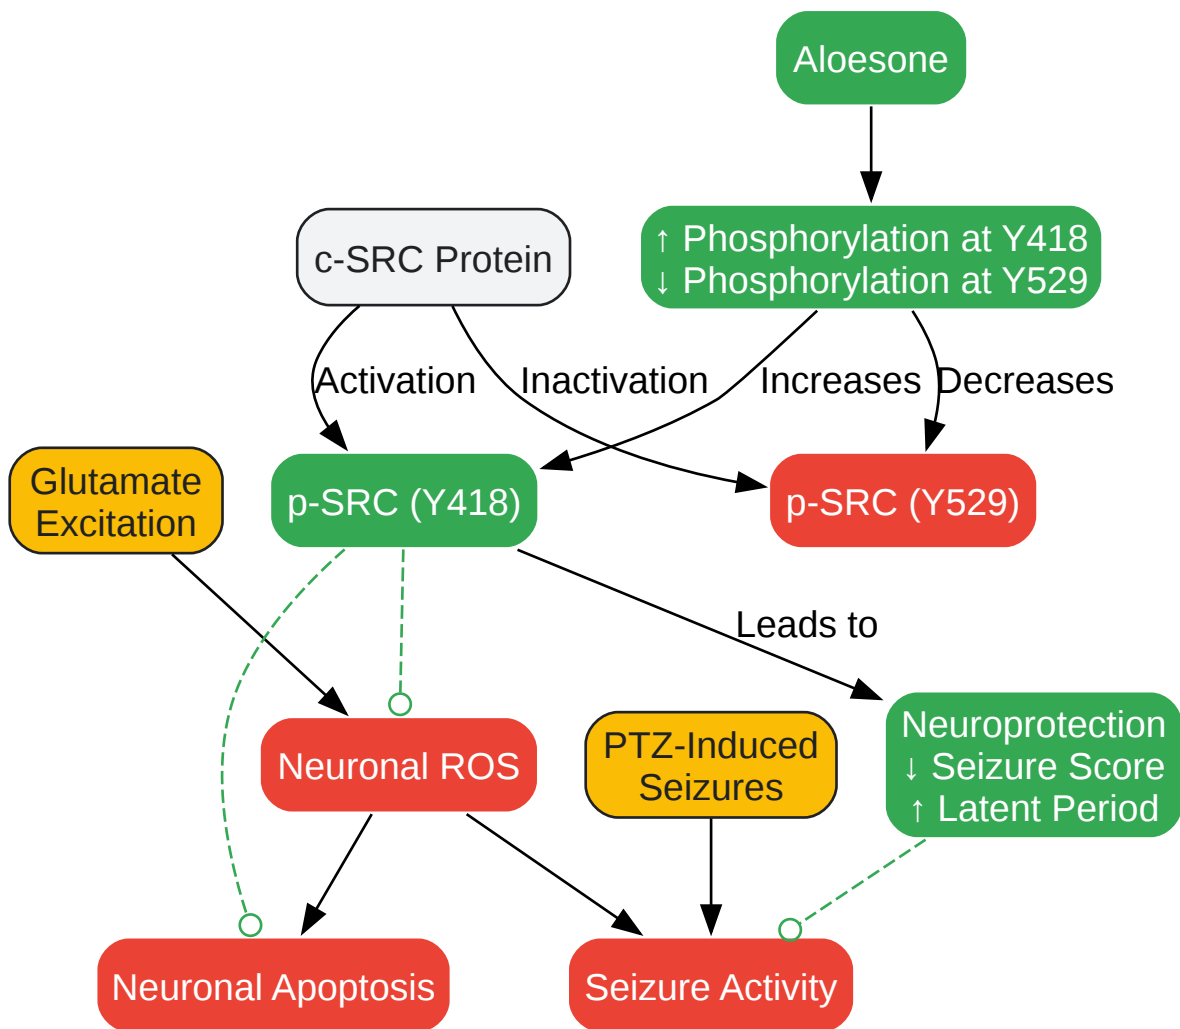 Aloesone
c-SRC Protein
↑ Phosphorylation at Y418
↓ Phosphorylation at Y529
Activation
Inactivation
Increases
Decreases
Glutamate
Excitation
p-SRC (Y418)
p-SRC (Y529)
Leads to
Neuronal ROS
PTZ-Induced
Seizures
Neuroprotection
↓ Seizure Score
↑ Latent Period
Neuronal Apoptosis
Seizure Activity